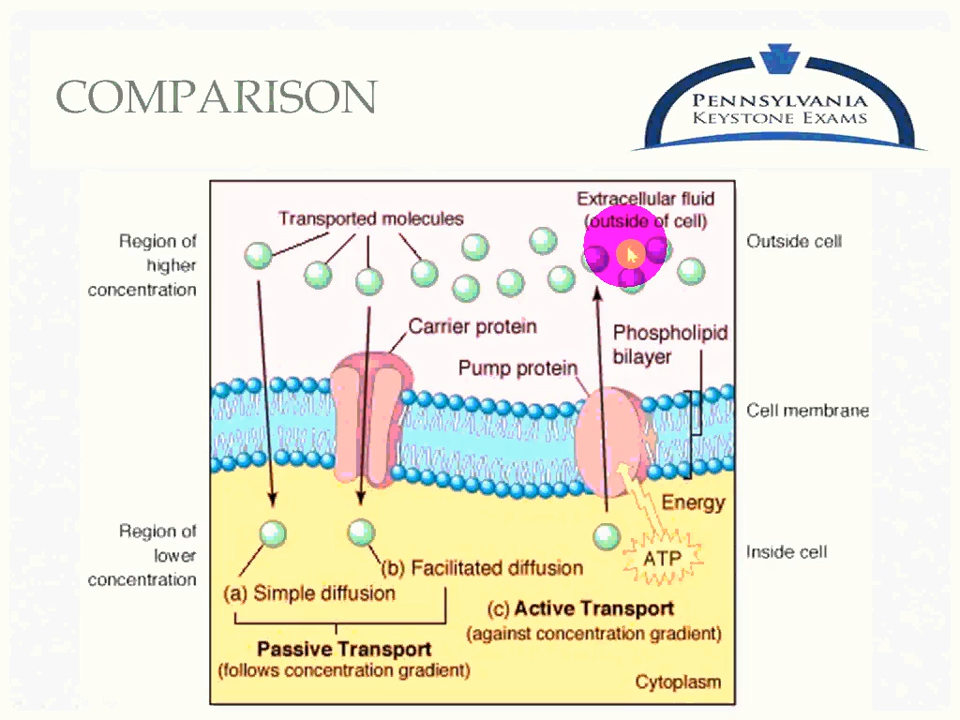 COMPARISON
PENNSYLVANIA
KEYSTONE EXAMS
Extracellular fluid
(outside of cell)
Transported molecules
Region of
higher
concentration
Outside cell
Carrier protein
Phospholipid
bilayer
Pump protein
Cell membrane
Energy
Region of
lower
concentration
Inside cell
ATP
(b) Facilitated diffusion
(a) Simple diffusion
(c) Active Transport
(against concentration gradient)
Passive Transport
(follows concentration gradient)
Cytoplasm